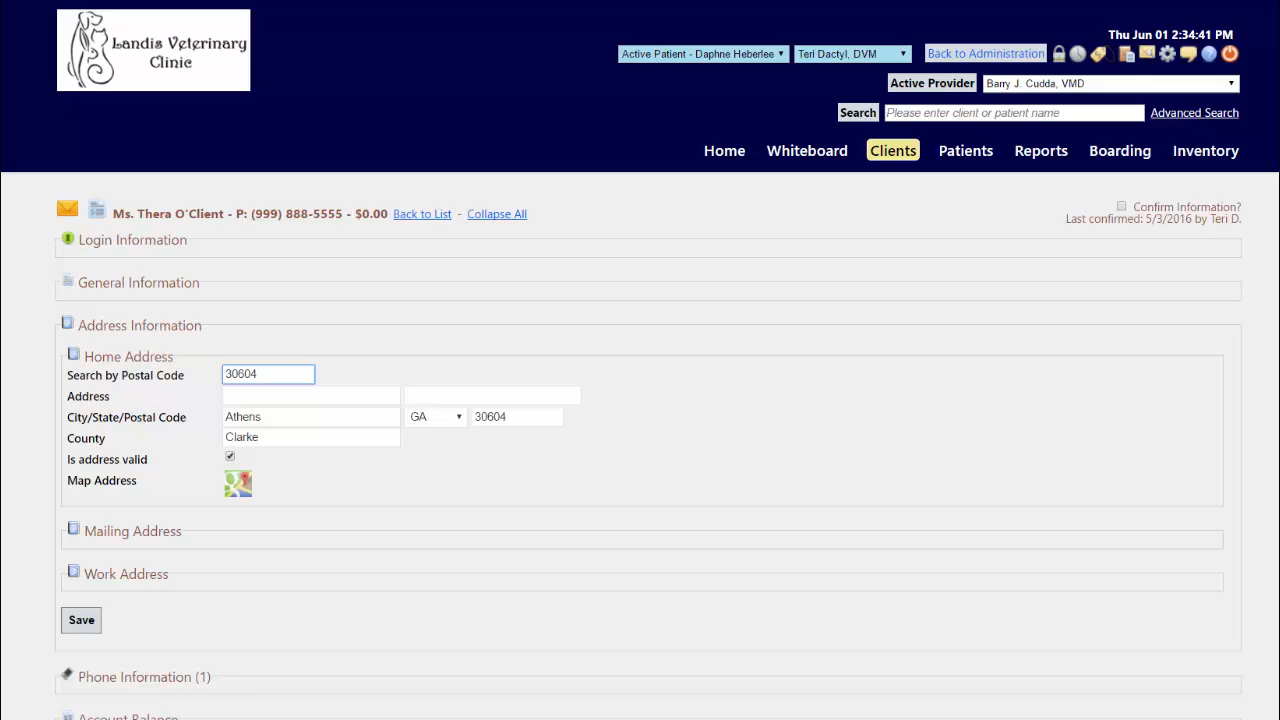 Landis Veterinary
Clinic
Thu Jun 01 2:34:41 PM
Active Patient - Daphne Heberlee Teri Dactyl, DVM Back to Administration
Active Provider Barry J. Cudda, VMD
Search Please enter client or patient name Advanced Search
Home Whiteboard Clients Patients Reports Boarding Inventory
Ms. Thera O'Client - P: (999) 888-5555 - $0.00 Back to List - Collapse All
Confirm Information?
Last confirmed: 5/3/2016 by Teri D.
Login Information
General Information
Address Information
Home Address
Search by Postal Code 30604
Address
City/State/Postal Code Athens GA 30604
County Clarke
Is address valid
Map Address
Mailing Address
Work Address
Save
Phone Information (1)
Account Balance